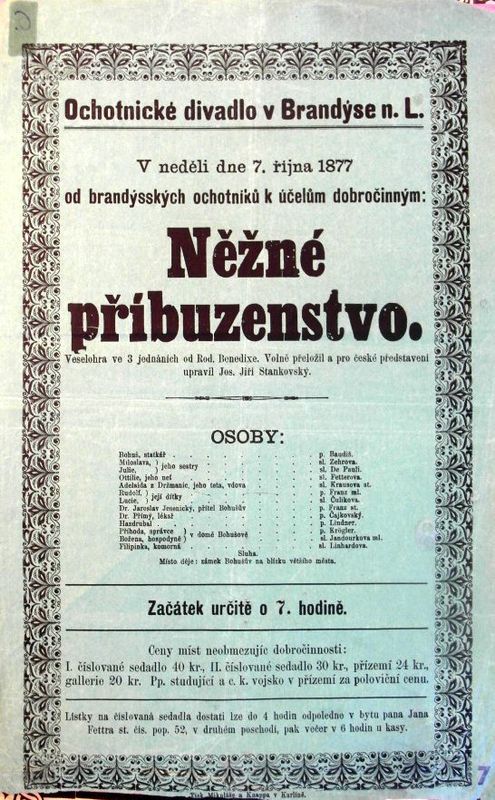 Ochotnické divadlo v Brandýse n. L.
V neděli dne 7. října 1877
od brandýsských ochotníků k účelům dobročinným:
Něžné
příbuzenstvo.
Veselohra ve 3 jednáních od Rod. Benedixe. Volně přeložil a pro české představení
upravil Jos. Jiří Stankovský.
OSOBY:
Bohuš, statkář . . . p. Baudiš.
Miloslava, } jeho sestry . . . sl. Zehrova.
Julie, . . . sl. De Pauli.
Ottilie, jeho neť . . . sl. Fetterova.
Adelaida z Držmanic, jeho teta, vdova . . . sl. Krausova st.
Rudolf, } její dítky . . . p. Franz ml.
Lucie, . . . sl. Čulíkova.
Dr. Jaroslav Jesenický, přítel Bohušův . . . p. Franz st.
Dr. Přímý, lékař . . . p. Čajkovský.
Hazdrubal . . . p. Lindner.
Příhoda, správce } v domě Bohušově . . . p. Krögler.
Božena, hospodyně . . . sl. Jandourkova ml.
Filipinka, komorná . . . sl. Linhardova.
Sluha.
Místo děje: zámek Bohušův na blízku většího města.
Začátek určitě o 7. hodině.
Ceny míst neobmezujíc dobročinnosti:
I. číslované sedadlo 40 kr., II. číslované sedadlo 30 kr., přízemí 24 kr.,
gallerie 20 kr. Pp. studující a c. k. vojsko v přízemí za poloviční cenu.
Lístky na číslovaná sedadla dostati lze do 4 hodin odpoledne v bytu pana Jana
Fettra st. čís. pop. 52, v druhém poschodí, pak večer v 6 hodin u kasy.
Tisk Mikuláše a Knappa v Karlíně.
7